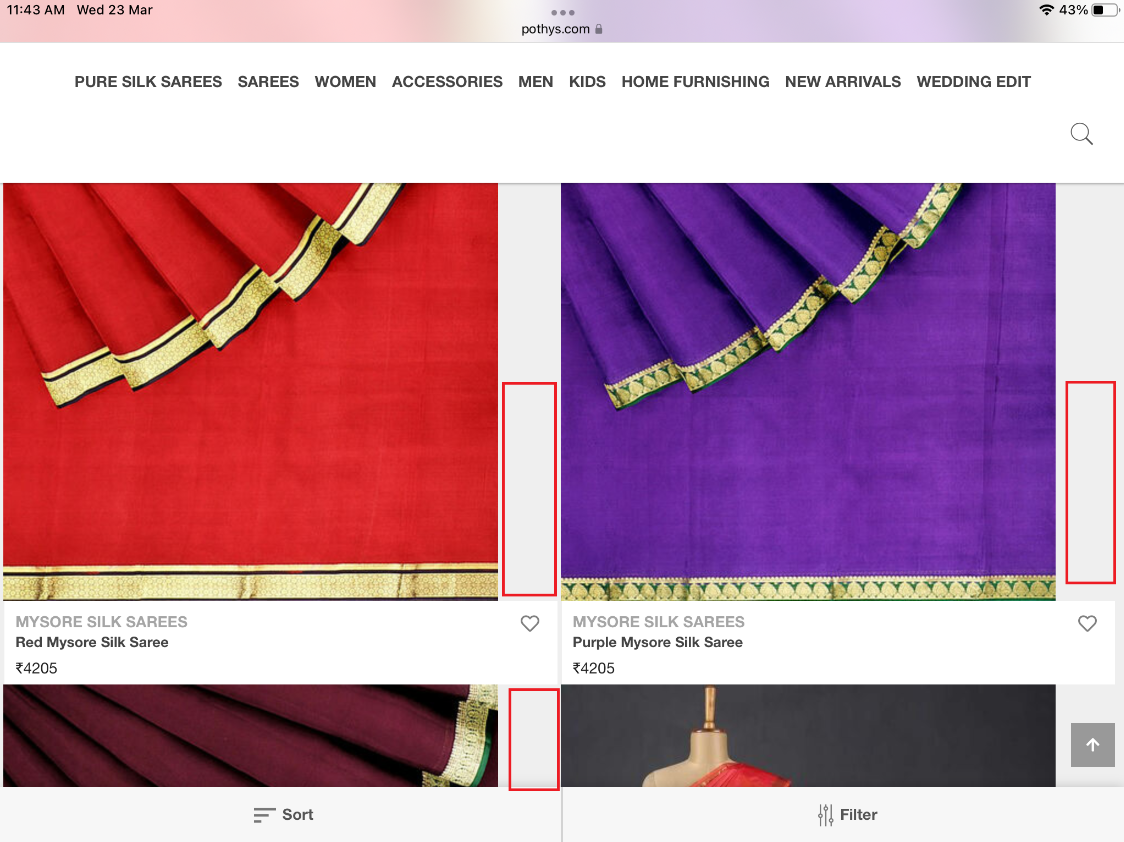 11:43 AM Wed 23 Mar
43%
pothys.com
PURE SILK SAREES SAREES WOMEN ACCESSORIES MEN KIDS HOME FURNISHING NEW ARRIVALS WEDDING EDIT
MYSORE SILK SAREES
Red Mysore Silk Saree
₹4205
MYSORE SILK SAREES
Purple Mysore Silk Saree
₹4205
Sort
Filter